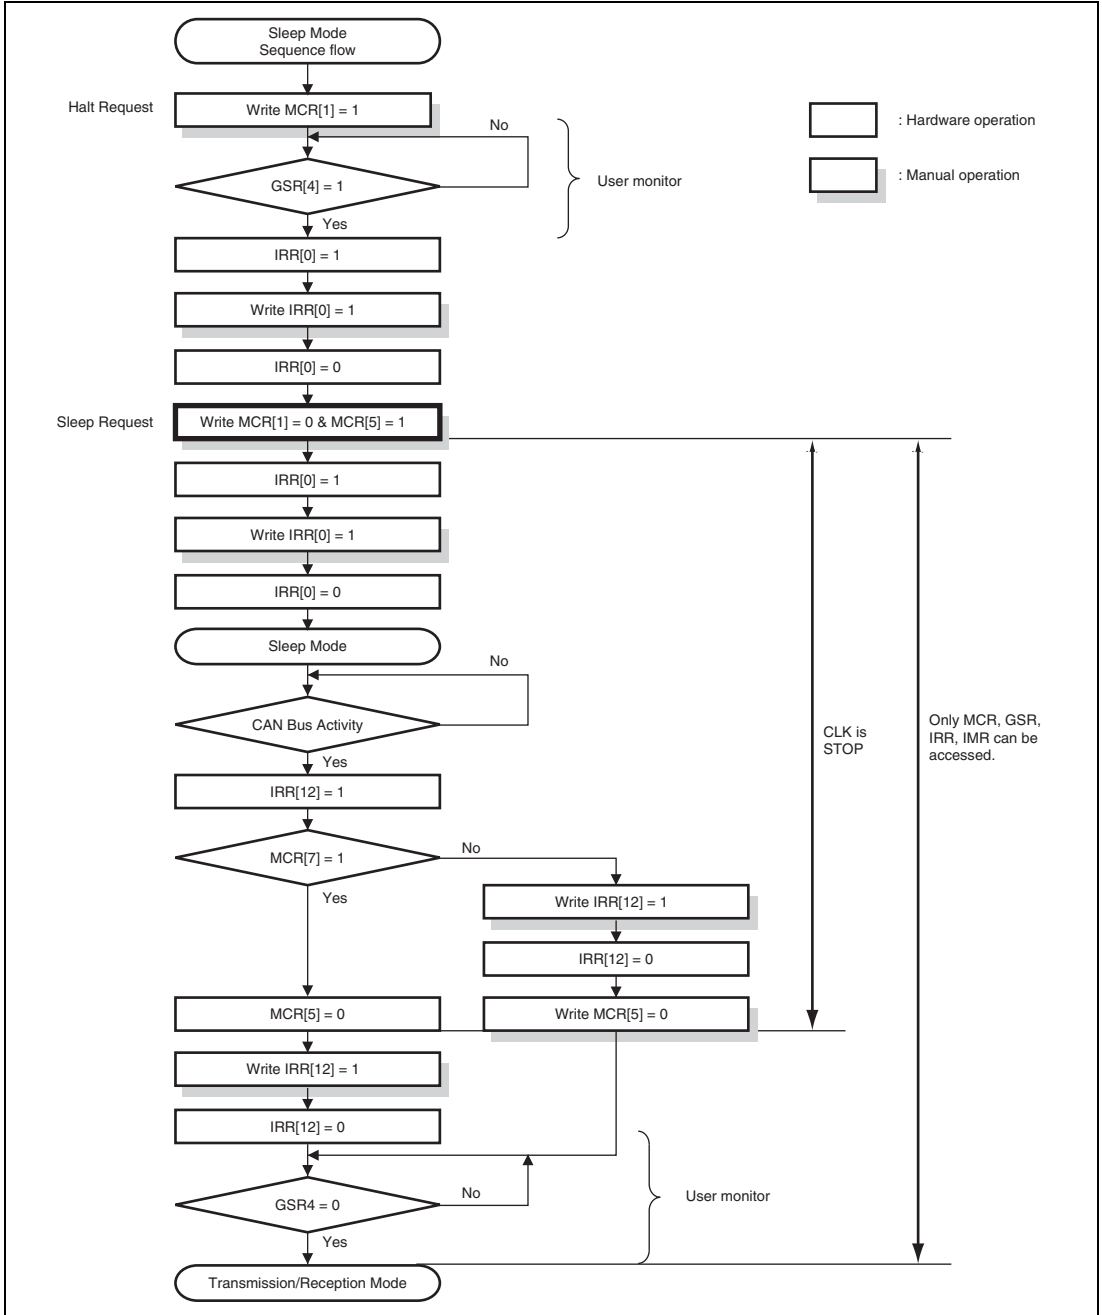 Sleep Mode
Sequence flow
Halt Request
Write MCR[1] = 1
: Hardware operation
No
GSR[4] = 1
User monitor
: Manual operation
Yes
IRR[0] = 1
Write IRR[0] = 1
IRR[0] = 0
Sleep Request
Write MCR[1] = 0 & MCR[5] = 1
IRR[0] = 1
Write IRR[0] = 1
IRR[0] = 0
Sleep Mode
No
CAN Bus Activity
CLK is
STOP
Only MCR, GSR,
IRR, IMR can be
accessed.
Yes
IRR[12] = 1
MCR[7] = 1
No
Yes
Write IRR[12] = 1
IRR[12] = 0
MCR[5] = 0
Write MCR[5] = 0
Write IRR[12] = 1
IRR[12] = 0
GSR4 = 0
No
User monitor
Yes
Transmission/Reception Mode